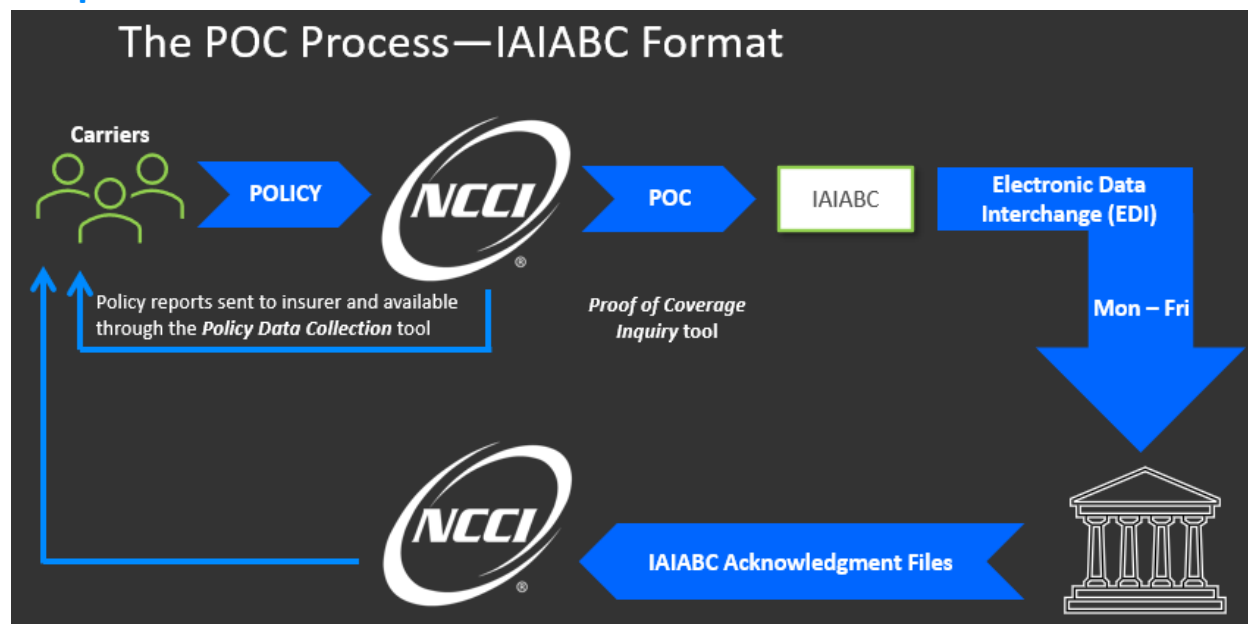 The POC Process—IAIABC Format
Carriers
POLICY
NCCI
®
POC
IAIABC
Electronic Data
Interchange (EDI)
Policy reports sent to insurer and available
through the Policy Data Collection tool
Proof of Coverage
Inquiry tool
Mon – Fri
NCCI
®
IAIABC Acknowledgment Files